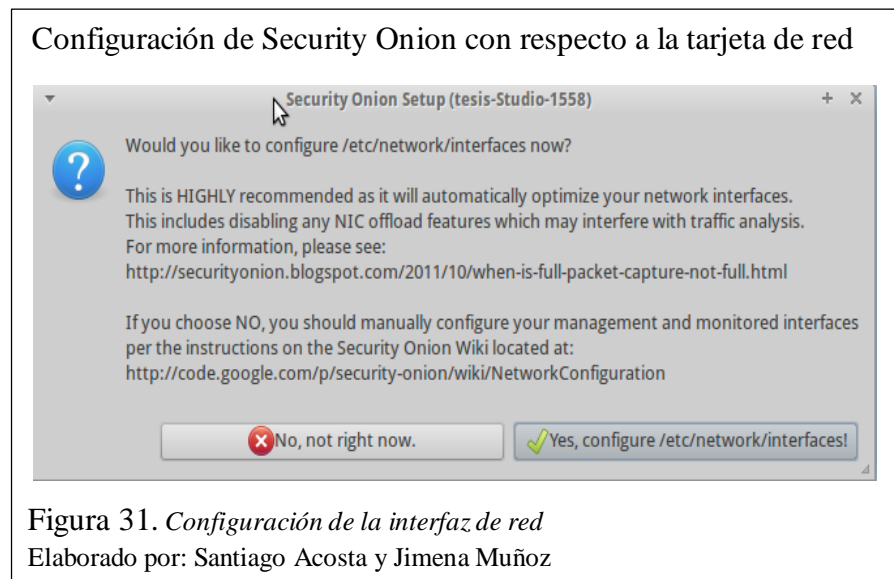 Configuración de Security Onion con respecto a la tarjeta de red
Security Onion Setup (tesis-Studio-1558)
Would you like to configure /etc/network/interfaces now?
This is HIGHLY recommended as it will automatically optimize your network interfaces.
This includes disabling any NIC offload features which may interfere with traffic analysis.
For more information, please see:
http://securityonion.blogspot.com/2011/10/when-is-full-packet-capture-not-full.html
If you choose NO, you should manually configure your management and monitored interfaces
per the instructions on the Security Onion Wiki located at:
http://code.google.com/p/security-onion/wiki/NetworkConfiguration
No, not right now.
Yes, configure /etc/network/interfaces!
Figura 31. Configuración de la interfaz de red
Elaborado por: Santiago Acosta y Jimena Muñoz